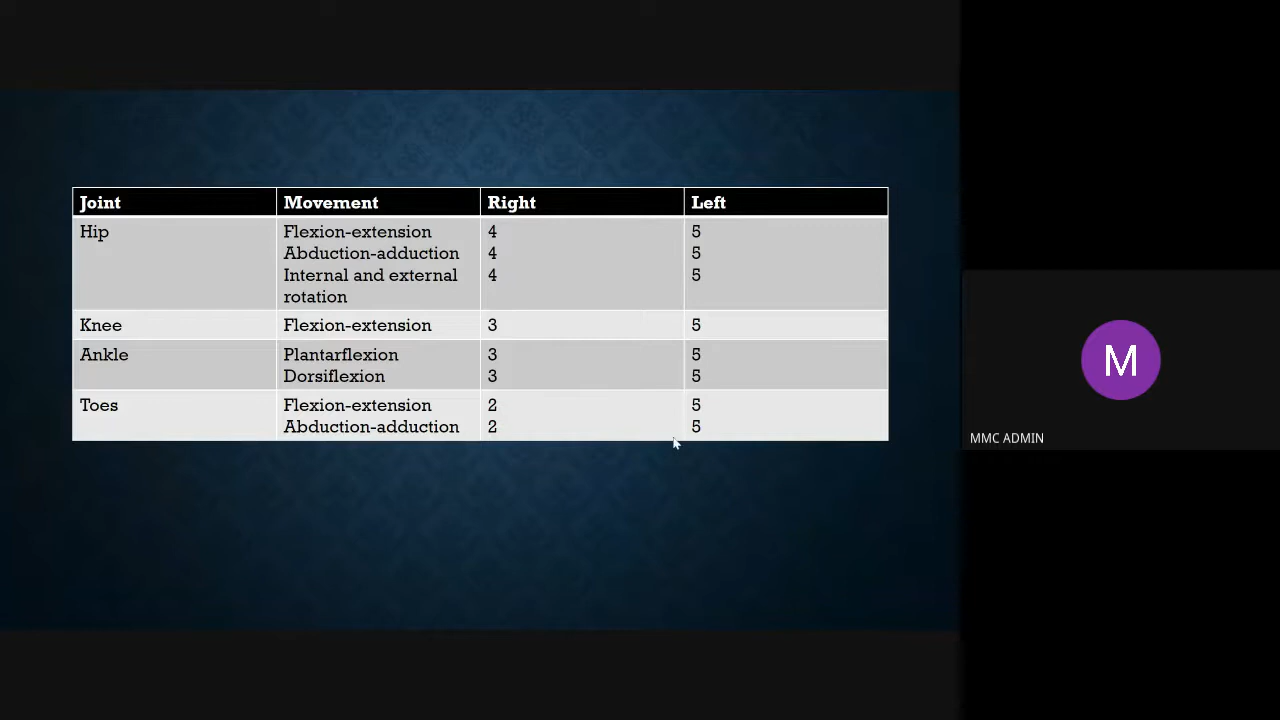 Joint Movement Right Left
Hip Flexion-extension 4 5
Abduction-adduction 4 5
Internal and external 4 5
rotation
Knee Flexion-extension 3 5
Ankle Plantarflexion 3 5
Dorsiflexion 3 5
Toes Flexion-extension 2 5
Abduction-adduction 2 5
M
MMC ADMIN